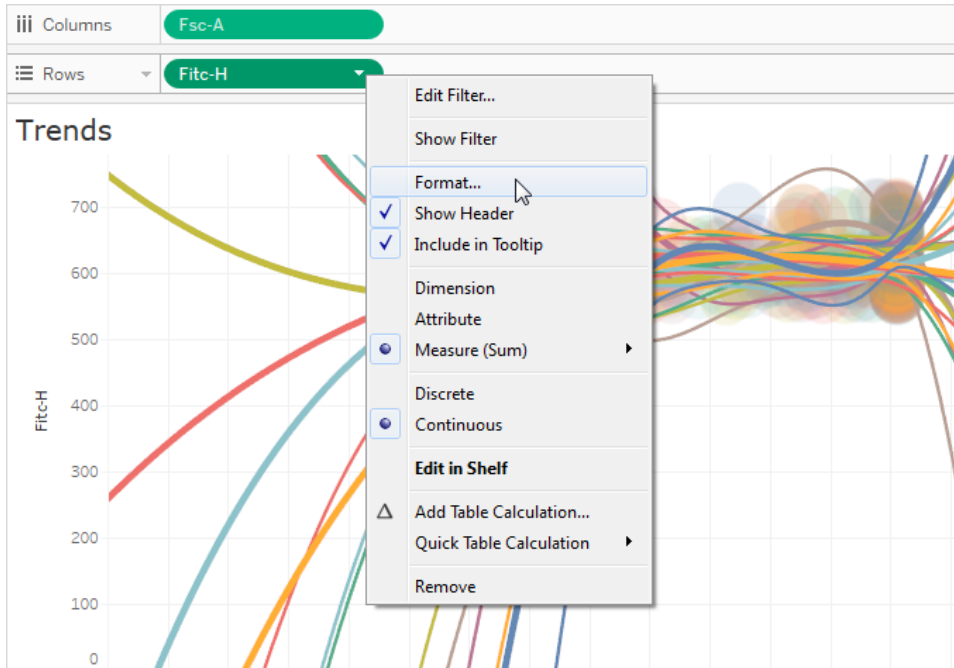 Columns
Fsc-A
Rows
Fitc-H
Trends
Edit Filter...
Show Filter
Format...
Show Header
Include in Tooltip
Dimension
Attribute
Measure (Sum)
Discrete
Continuous
Edit in Shelf
Add Table Calculation...
Quick Table Calculation
Remove
Fitc-H
700
600
500
400
300
200
100
0